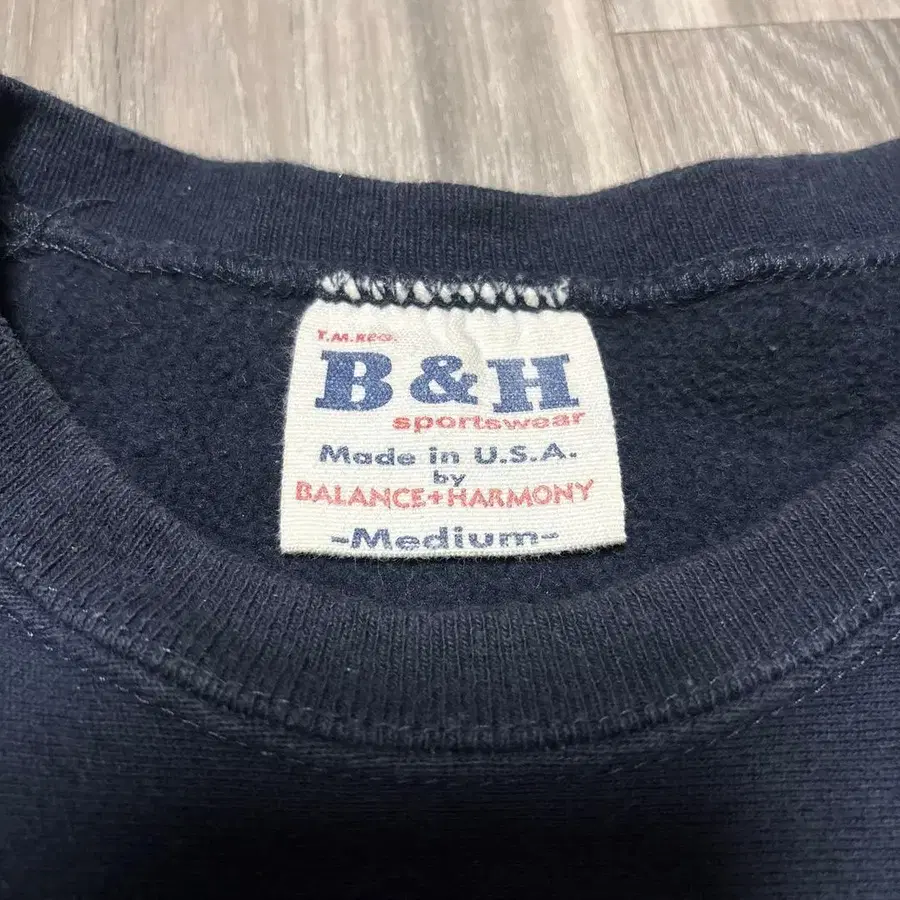 T.M.REG.
B & H
sportswear
Made in U.S.A.
by
BALANCE+HARMONY
-Medium-